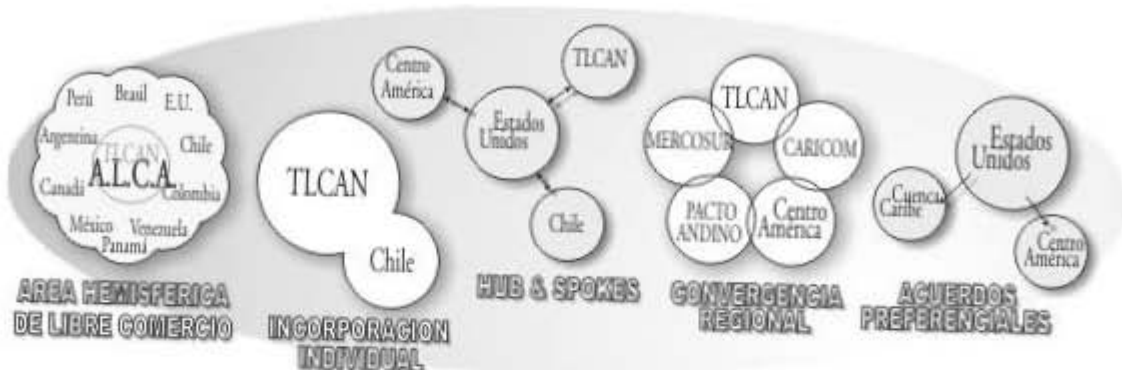 Perú Brasil E.U.
Argentina TLCAN Chile
A.L.C.A.
Canadá Colombia
México Venezuela
Panamá
AREA HEMISFERICA
DE LIBRE COMERCIO
TLCAN
Chile
INCORPORACION
INDIVIDUAL
Centro
América
TLCAN
Estados
Unidos
Chile
HUB & SPOKES
TLCAN
MERCOSUR
CARICOM
PACTO
ANDINO
Centro
América
CONVERGENCIA
REGIONAL
Estados
Unidos
Cuenca
Caribe
Centro
América
ACUERDOS
PREFERENCIALES